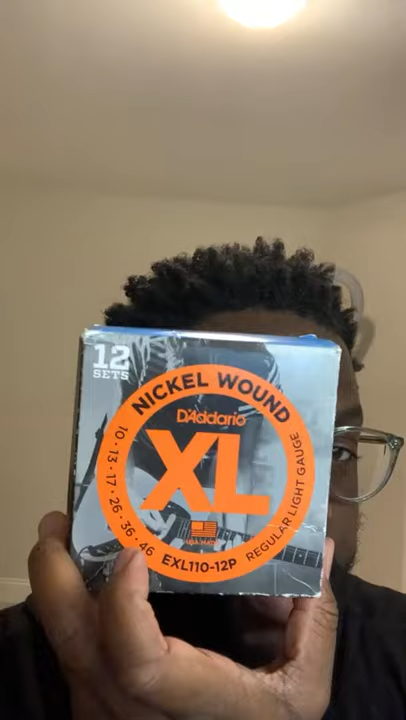 12
SETS
NICKEL WOUND
D'Addario
XL
10 · 13 · 17 · 26 · 36 · 46
EXL110-12P
REGULAR LIGHT GAUGE